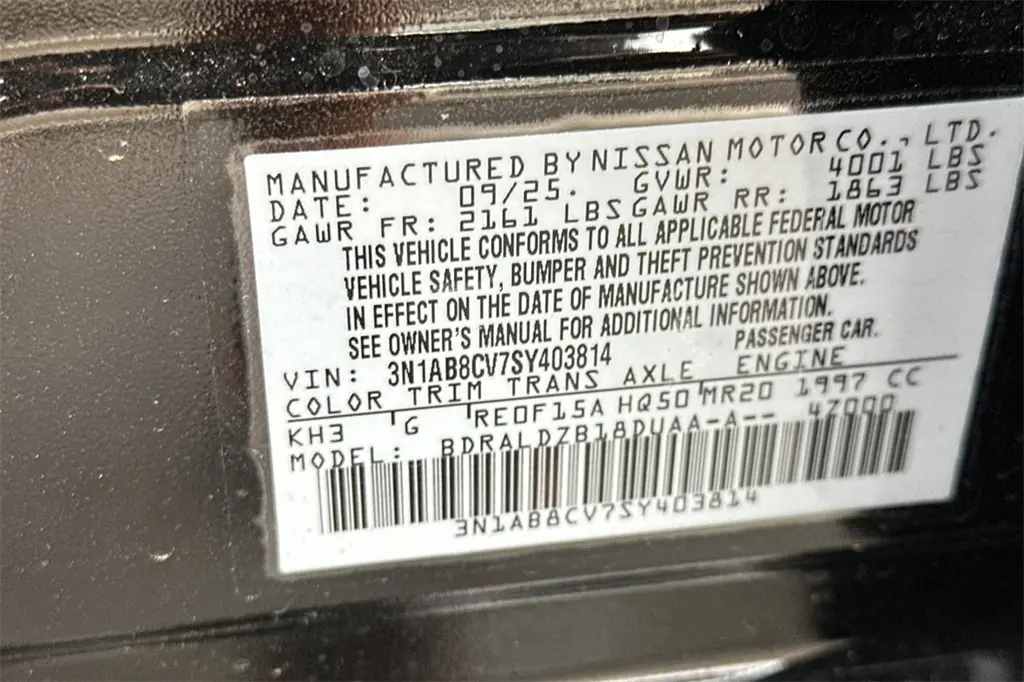 MANUFACTURED BY NISSAN MOTOR CO., LTD.
DATE: 09/25. GVWR: 4001 LBS
GAWR FR: 2161 LBS GAWR RR: 1863 LBS
THIS VEHICLE CONFORMS TO ALL APPLICABLE FEDERAL MOTOR
VEHICLE SAFETY, BUMPER AND THEFT PREVENTION STANDARDS
IN EFFECT ON THE DATE OF MANUFACTURE SHOWN ABOVE.
SEE OWNER'S MANUAL FOR ADDITIONAL INFORMATION.
VIN: 3N1AB8CV7SY403814 PASSENGER CAR.
COLOR TRIM TRANS AXLE ENGINE
KH3 G RE0F15A HQ50 MR20 1997 CC
MODEL: BDRALDZB18DUAA-A-- 47000
3N1AB8CV7SY403814